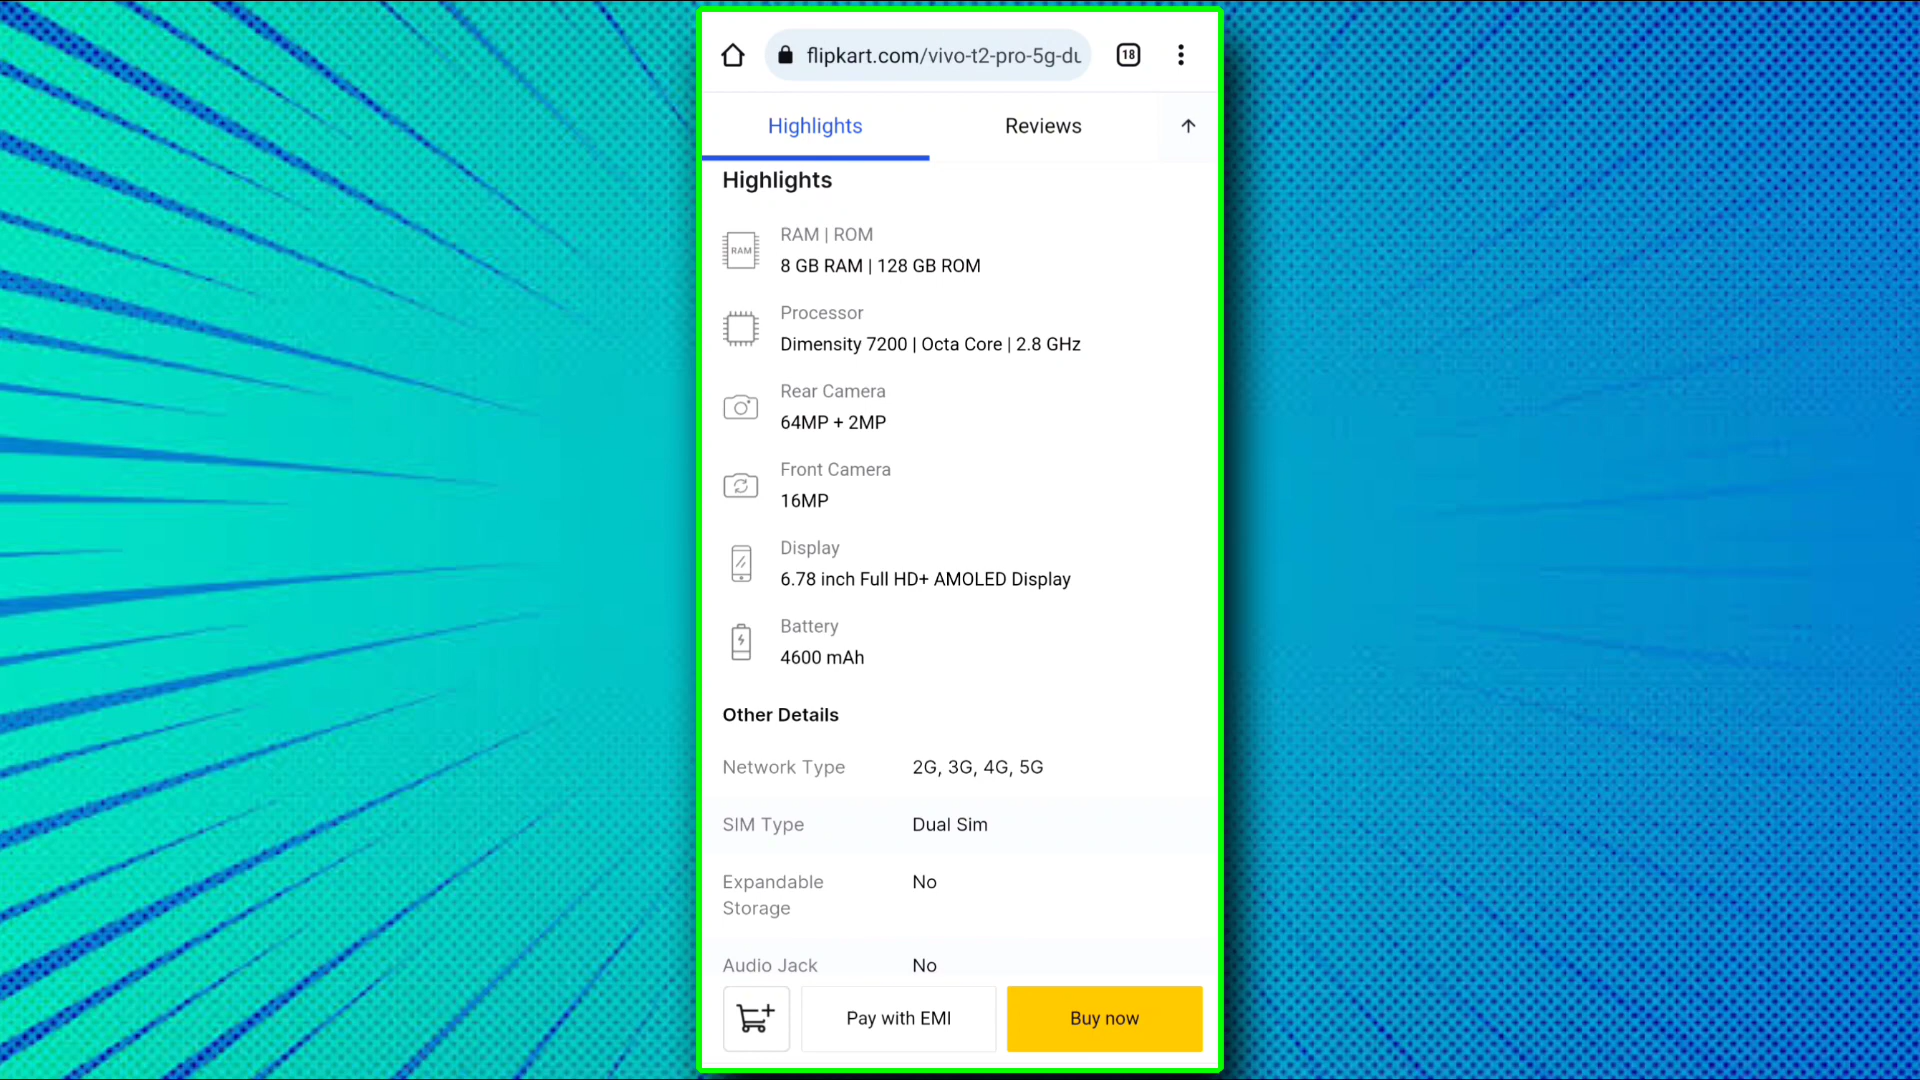 flipkart.com/vivo-t2-pro-5g-du
18
Highlights
Reviews
Highlights
RAM
RAM | ROM
8 GB RAM | 128 GB ROM
Processor
Dimensity 7200 | Octa Core | 2.8 GHz
Rear Camera
64MP + 2MP
Front Camera
16MP
Display
6.78 inch Full HD+ AMOLED Display
Battery
4600 mAh
Other Details
Network Type 2G, 3G, 4G, 5G
SIM Type Dual Sim
Expandable No
Storage
Audio Jack No
Pay with EMI
Buy now